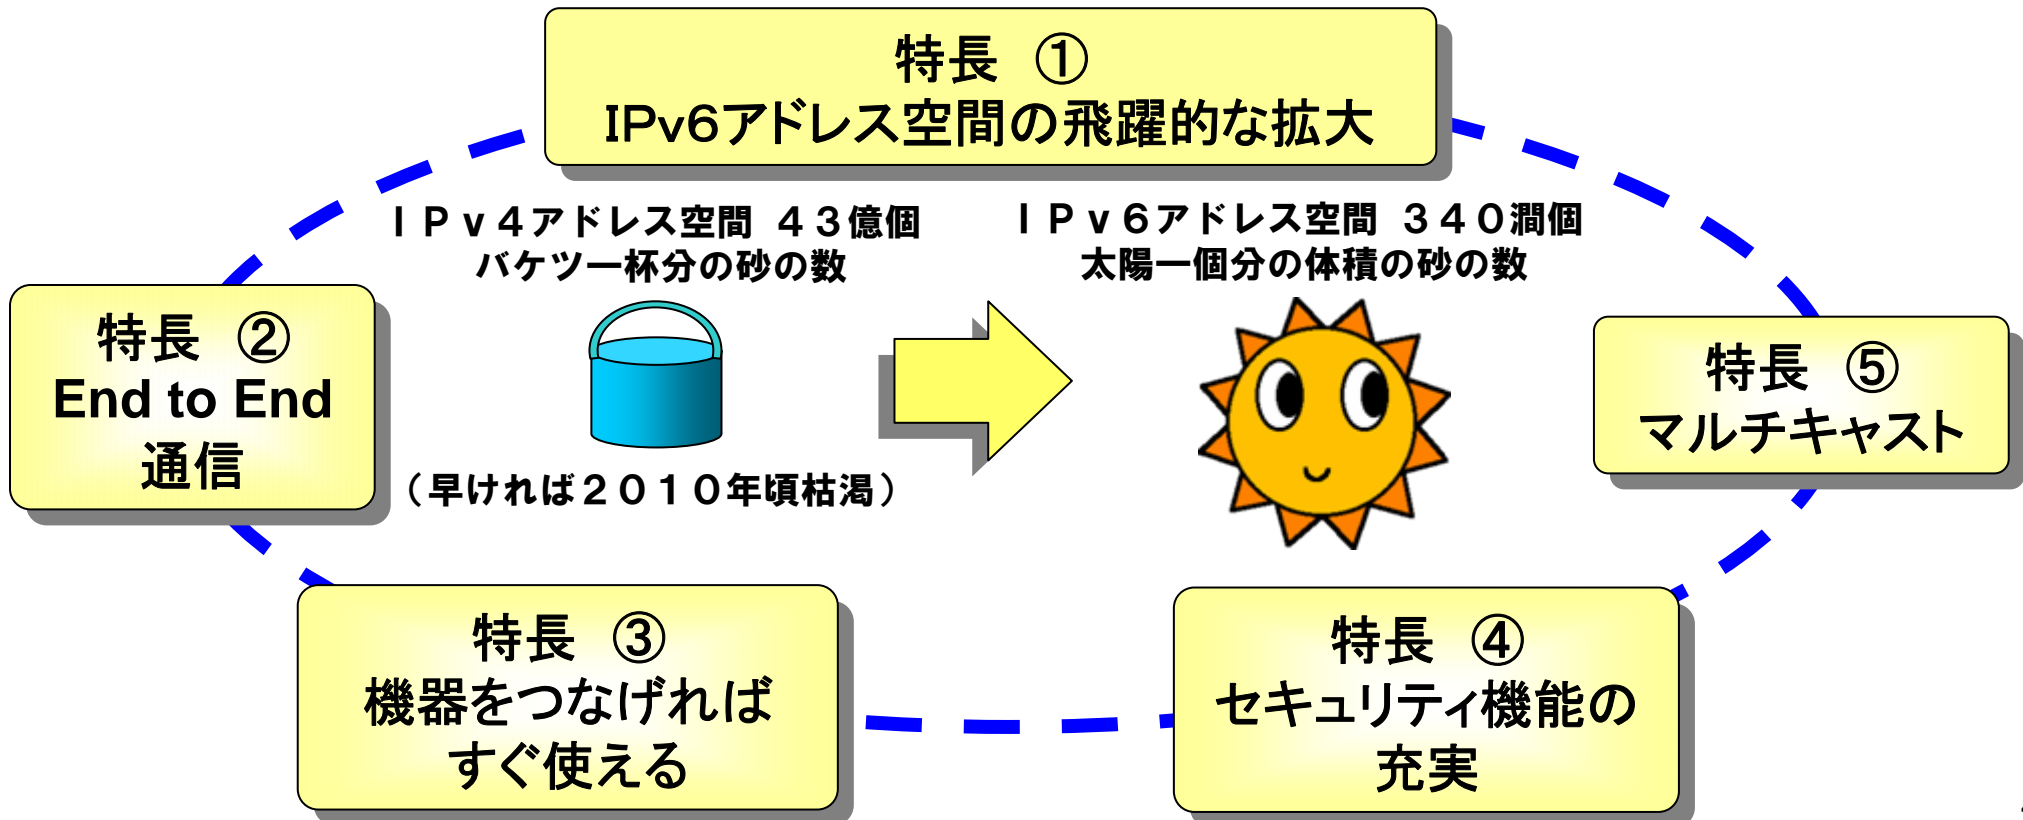 特長　①
IPv6アドレス空間の飛躍的な拡大
ＩＰｖ４アドレス空間 ４３億個
バケツ一杯分の砂の数
（早ければ２０１０年頃枯渇）
ＩＰｖ６アドレス空間 ３４０澗個
太陽一個分の体積の砂の数
特長　②
End to End
通信
特長　③
機器をつなげれば
すぐ使える
特長　④
セキュリティ機能の
充実
特長　⑤
マルチキャスト